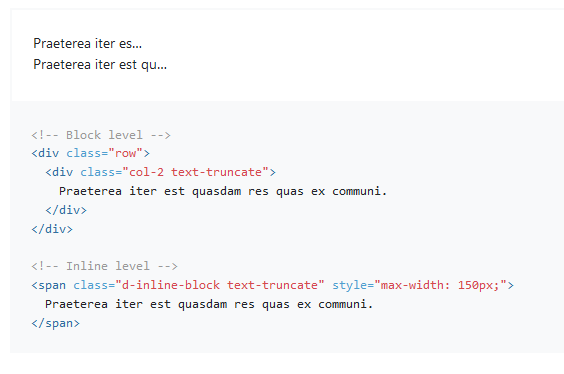 Praeterea iter es...
Praeterea iter est qu...
<!-- Block level -->
<div class="row">
  <div class="col-2 text-truncate">
    Praeterea iter est quasdam res quas ex communi.
  </div>
</div>
<!-- Inline level -->
<span class="d-inline-block text-truncate" style="max-width: 150px;">
  Praeterea iter est quasdam res quas ex communi.
</span>